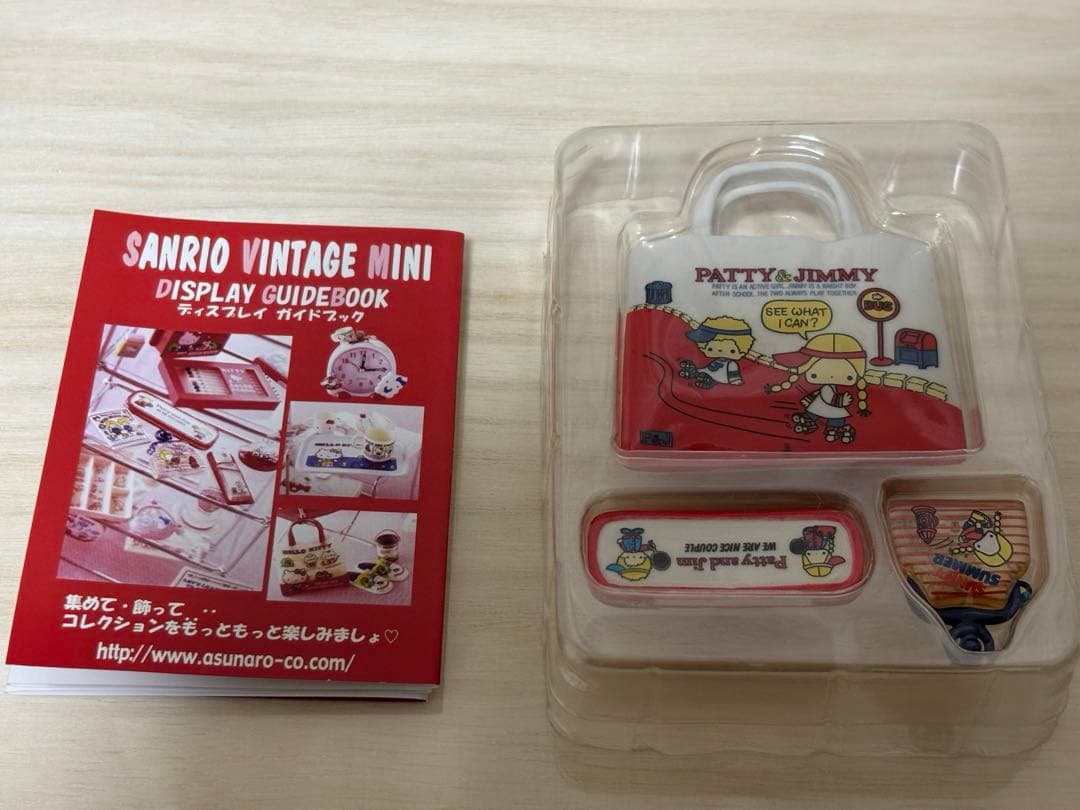 SANRIO VINTAGE MINI
DISPLAY GUIDEBOOK
ディスプレイ ガイドブック
HELLO KITTY
集めて・飾って・・・
コレクションをもっともっと楽しみましょ♡
http://www.asunaro-co.com/
PATTY & JIMMY
PATTY IS AN ACTIVE GIRL, JIMMY IS A BRIGHT BOY
AFTER SCHOOL, THE TWO ALWAYS PLAY TOGETHER.
SEE WHAT
I CAN?
BUS
Patty and Jim
WE ARE NICE COUPLE
SUMMER